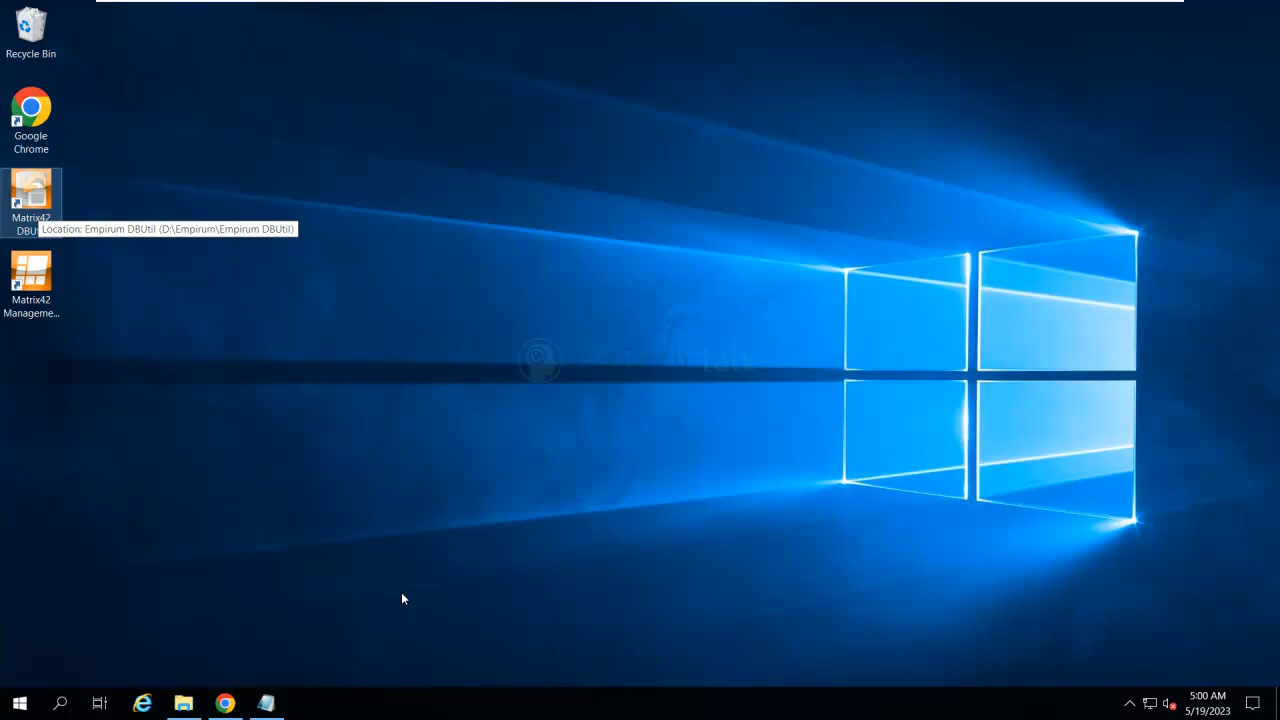 Recycle Bin
Google
Chrome
Matrix42
Location: Empirum DBUtil (D:\Empirum\Empirum DBUtil)
Matrix42
Manageme...
5:00 AM
5/19/2023